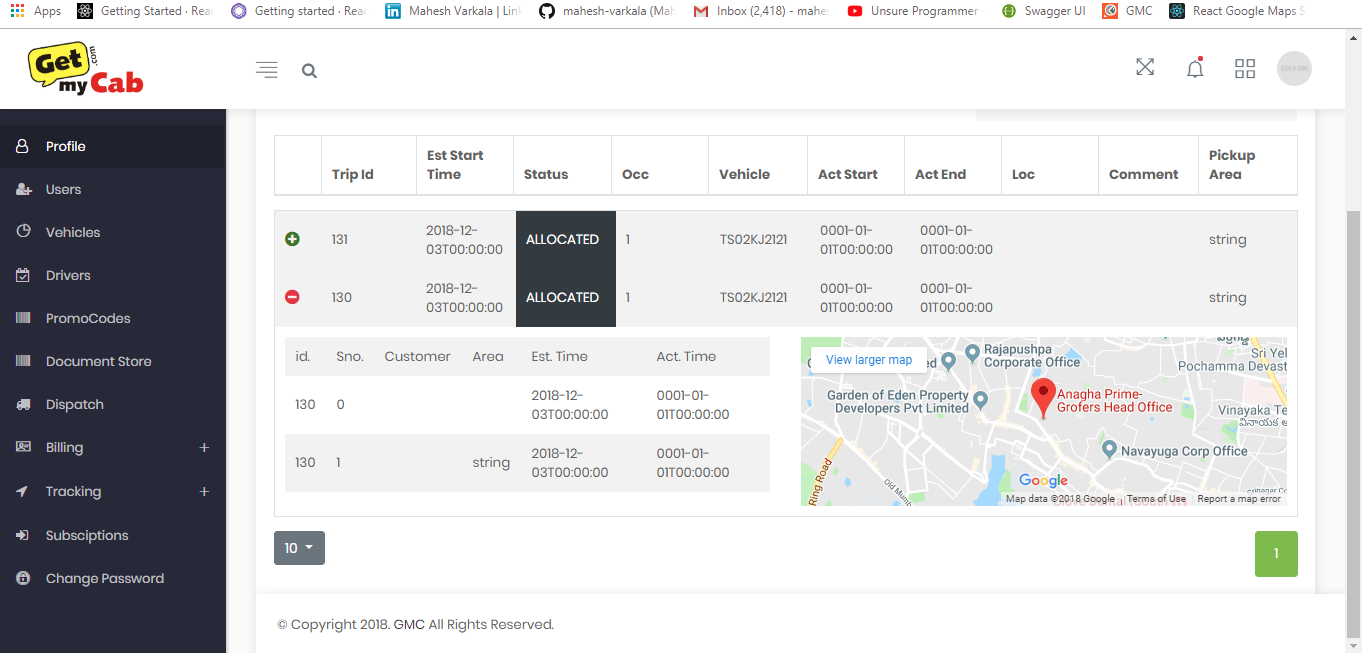 Apps
Getting Started · Reac
Getting started · Reac
Mahesh Varkala | Link
mahesh-varkala (Mah
Inbox (2,418) - mahes
Unsure Programmer
Swagger UI
GMC
React Google Maps S
Get
.com
my Cab
Profile
Users
Vehicles
Drivers
PromoCodes
Document Store
Dispatch
Billing +
Tracking +
Subsciptions
Change Password
Trip Id
Est Start
Time
Status
Occ
Vehicle
Act Start
Act End
Loc
Comment
Pickup
Area
131
2018-12-
03T00:00:00
ALLOCATED
1
TS02KJ2121
0001-01-
01T00:00:00
0001-01-
01T00:00:00
string
130
2018-12-
03T00:00:00
ALLOCATED
1
TS02KJ2121
0001-01-
01T00:00:00
0001-01-
01T00:00:00
string
id. Sno. Customer Area Est. Time Act. Time
130 0
2018-12-
03T00:00:00
0001-01-
01T00:00:00
130 1 string
2018-12-
03T00:00:00
0001-01-
01T00:00:00
View larger map
Rajapushpa
Corporate Office
Sri Yel
Pochamma Devast
Garden of Eden Property
Developers Pvt Limited
Anagha Prime-
Grofers Head Office
Vinayaka Te
Navayuga Corp Office
Ring Road
Old Mumb
Google
Map data ©2018 Google
Terms of Use
Report a map error
10
1
© Copyright 2018. GMC All Rights Reserved.